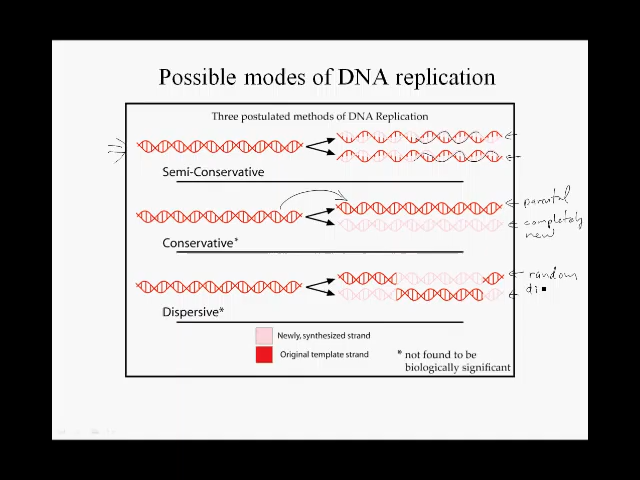 Possible modes of DNA replication
Three postulated methods of DNA Replication
Semi-Conservative
parental
Conservative*
completely
new
random
di
Dispersive*
Newly, synthesized strand
Original template strand
* not found to be
biologically significant